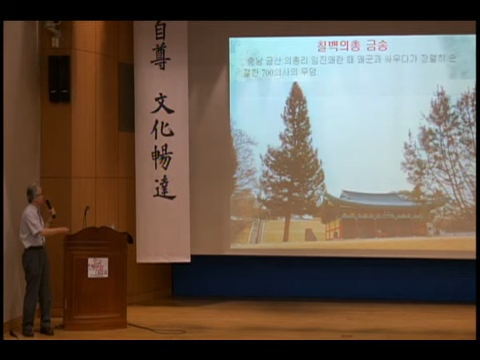 칠백의총 금송
충남 금산 의총리 임진왜란 때 왜군과 싸우다가 장렬히 순
절한 700의사의 무덤
自尊 文化暢達